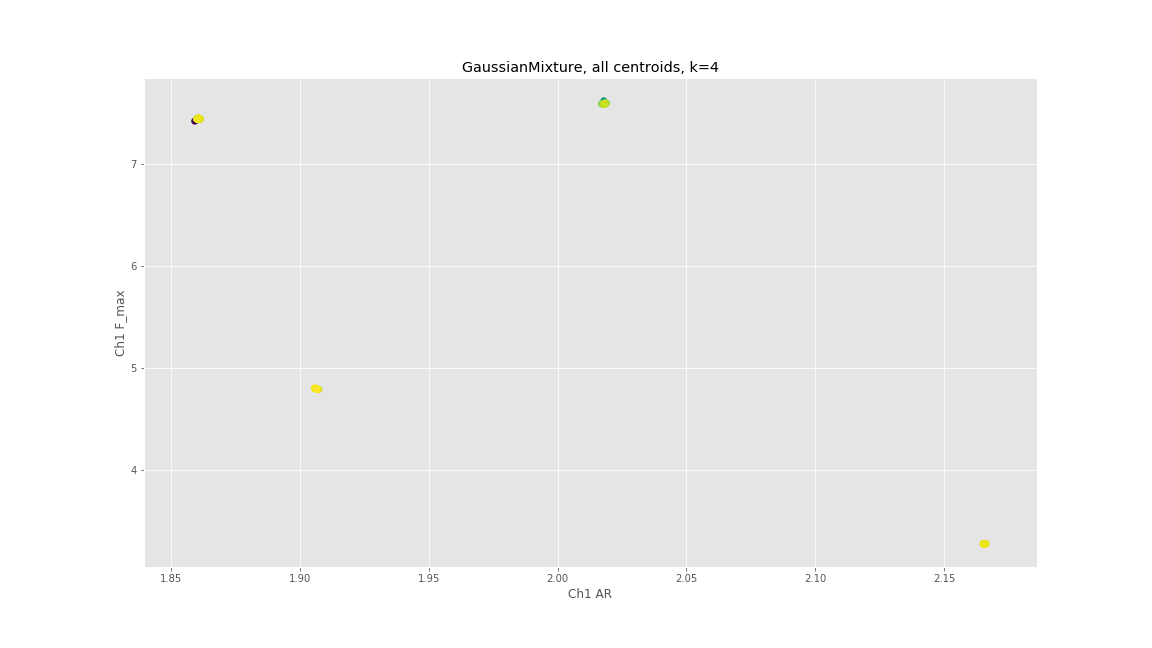 GaussianMixture, all centroids, k=4
Ch1 F_max
7
6
5
4
1.85 1.90 1.95 2.00 2.05 2.10 2.15
Ch1 AR